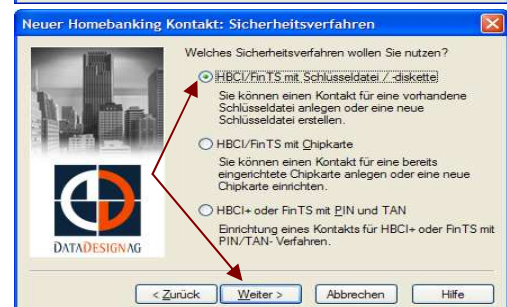 Neuer Homebanking Kontakt: Sicherheitsverfahren
Welches Sicherheitsverfahren wollen Sie nutzen?
HBCI/FinTS mit Schlüsseldatei / -diskette
Sie können einen Kontakt für eine vorhandene
Schlüsseldatei anlegen oder eine neue
Schlüsseldatei erstellen.
HBCI/FinTS mit Chipkarte
Sie können einen Kontakt für eine bereits
eingerichtete Chipkarte anlegen oder eine neue
Chipkarte einrichten.
HBCI+ oder FinTS mit PIN und TAN
Einrichtung eines Kontakts für HBCI+ oder FinTS mit
PIN/TAN- Verfahren.
DATADESIGNAG
< Zurück
Weiter >
Abbrechen
Hilfe